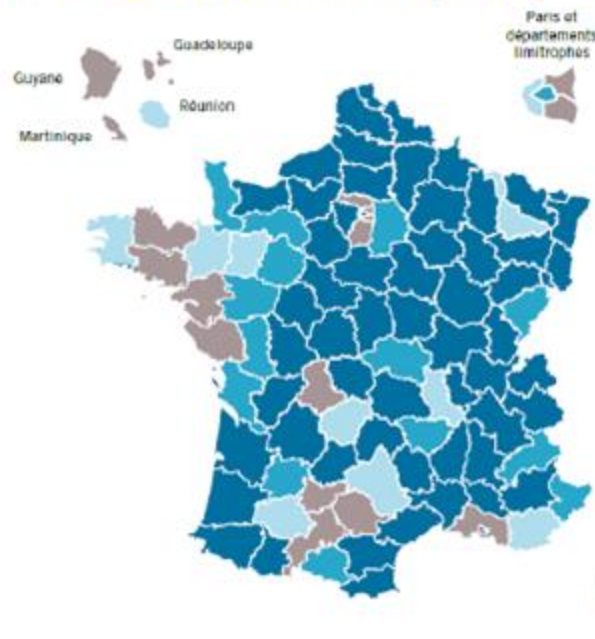 Paris et
départements
limitrophes
Guadeloupe
Guyane
Réunion
Martinique